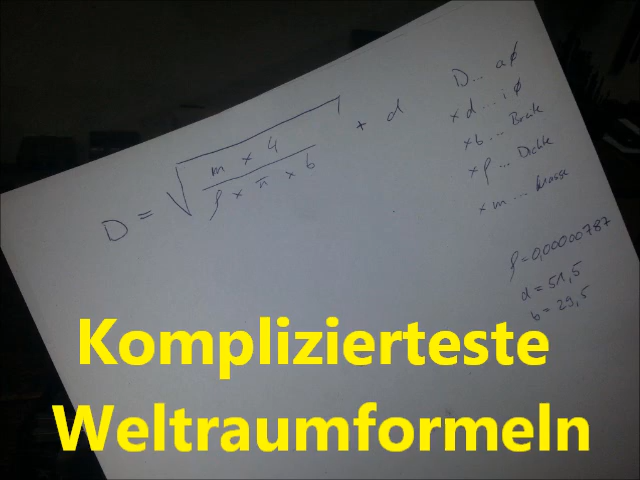 D = √ m x 4 / ρ x π x b + d
D... aø
x d ... iø
x b ... Breite
x ρ ... Dichte
x m ... Masse
ρ = 0,00000787
d = 51,5
b = 29,5
Komplizierteste
Weltraumformeln